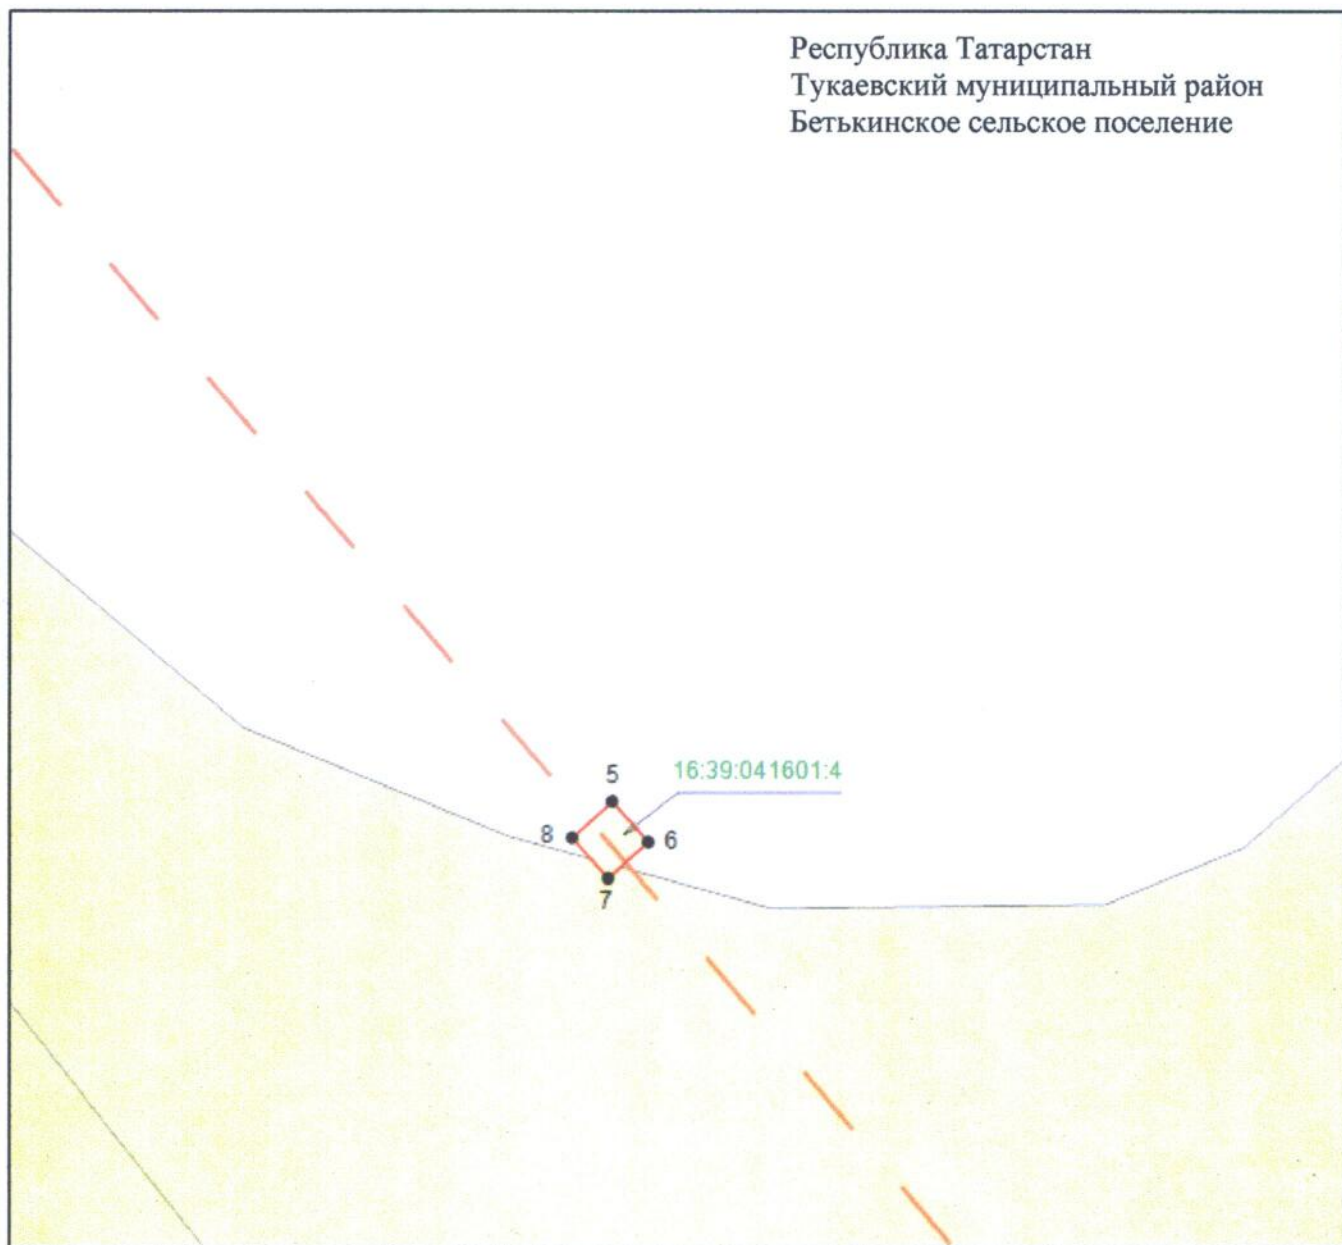 Республика Татарстан
Тукаевский муниципальный район
Бетькинское сельское поселение
5
16:39:041601:4
8
6
7